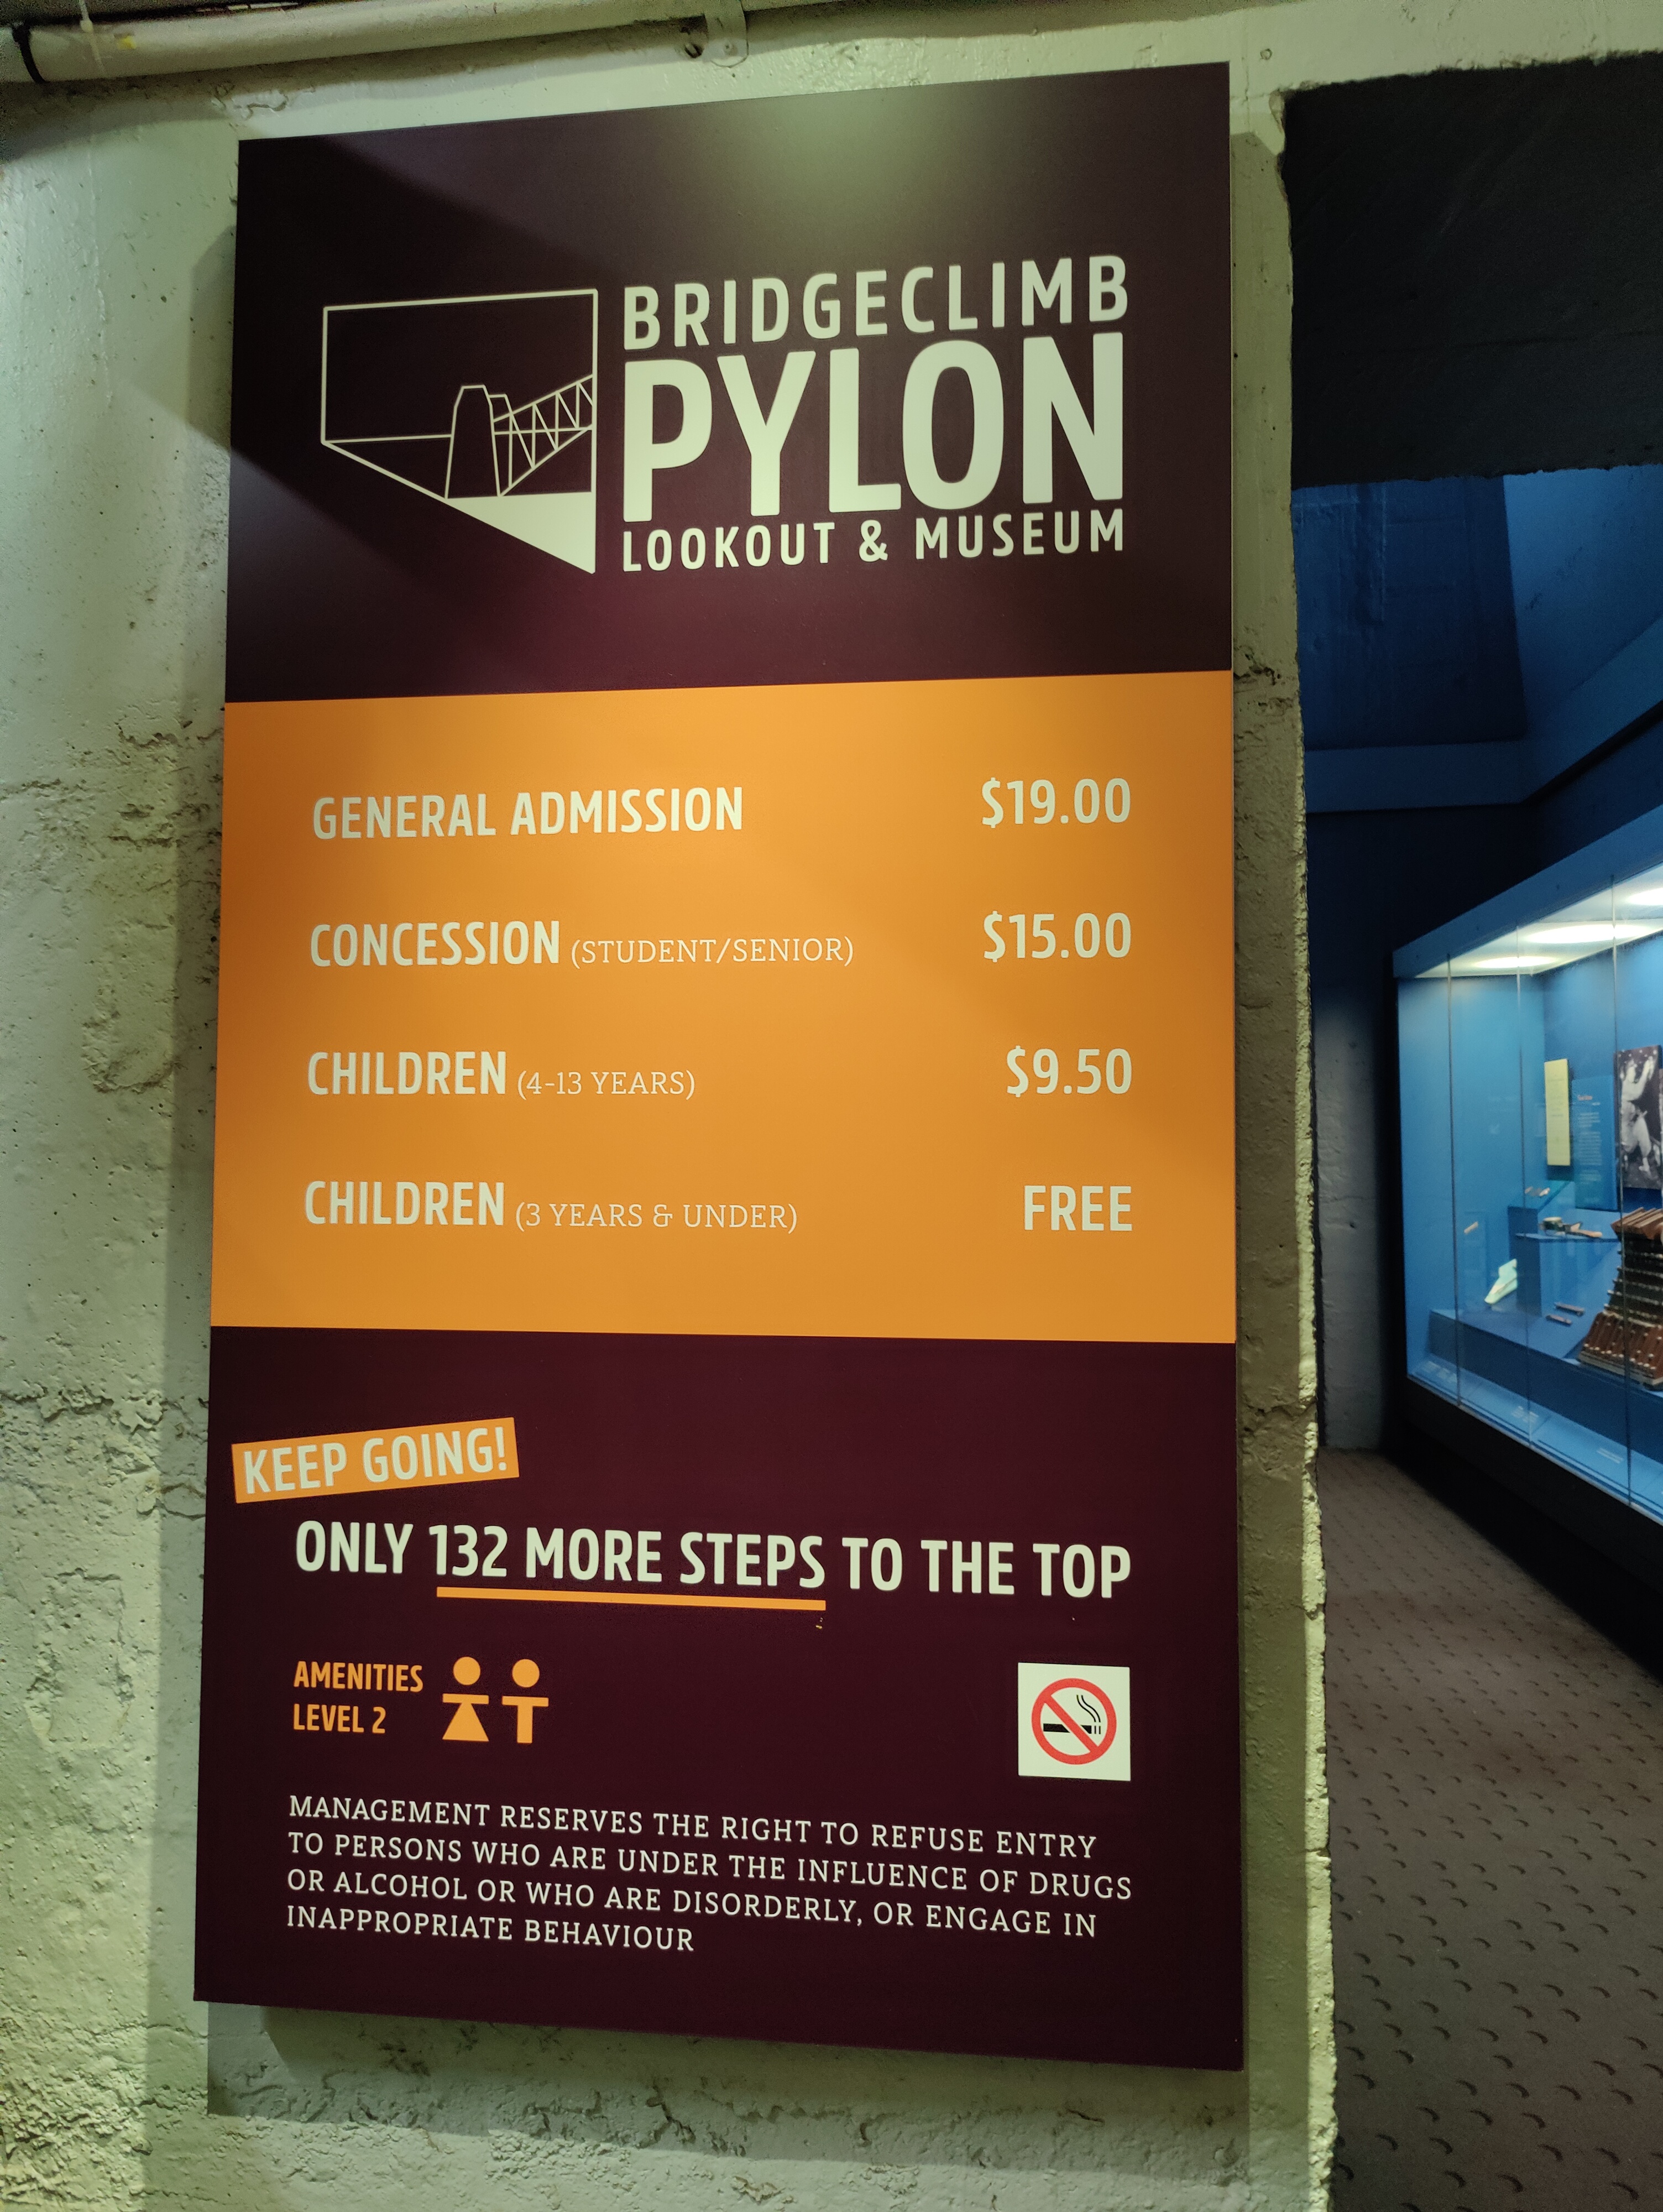 BRIDGECLIMB
PYLON
LOOKOUT & MUSEUM
GENERAL ADMISSION $19.00
CONCESSION (STUDENT/SENIOR) $15.00
CHILDREN (4-13 YEARS) $9.50
CHILDREN (3 YEARS & UNDER) FREE
KEEP GOING!
ONLY 132 MORE STEPS TO THE TOP
AMENITIES
LEVEL 2
MANAGEMENT RESERVES THE RIGHT TO REFUSE ENTRY
TO PERSONS WHO ARE UNDER THE INFLUENCE OF DRUGS
OR ALCOHOL OR WHO ARE DISORDERLY, OR ENGAGE IN
INAPPROPRIATE BEHAVIOUR